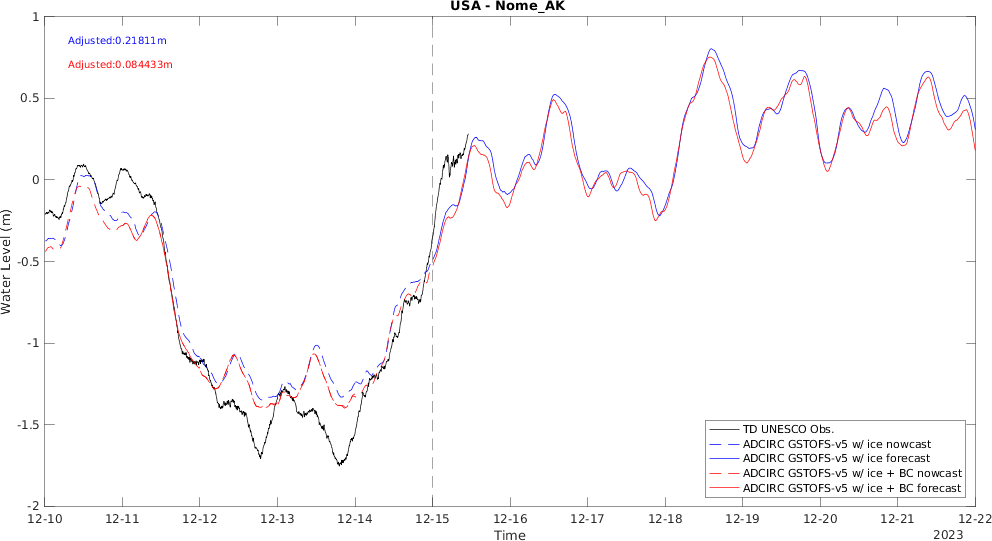 USA - Nome_AK
1
Adjusted:0.21811m
Adjusted:0.084433m
0.5
0
-0.5
-1
-1.5
-2
Water Level (m)
TD UNESCO Obs.
ADCIRC GSTOFS-v5 w/ ice nowcast
ADCIRC GSTOFS-v5 w/ ice forecast
ADCIRC GSTOFS-v5 w/ ice + BC nowcast
ADCIRC GSTOFS-v5 w/ ice + BC forecast
12-10 12-11 12-12 12-13 12-14 12-15 12-16 12-17 12-18 12-19 12-20 12-21 12-22
Time
2023